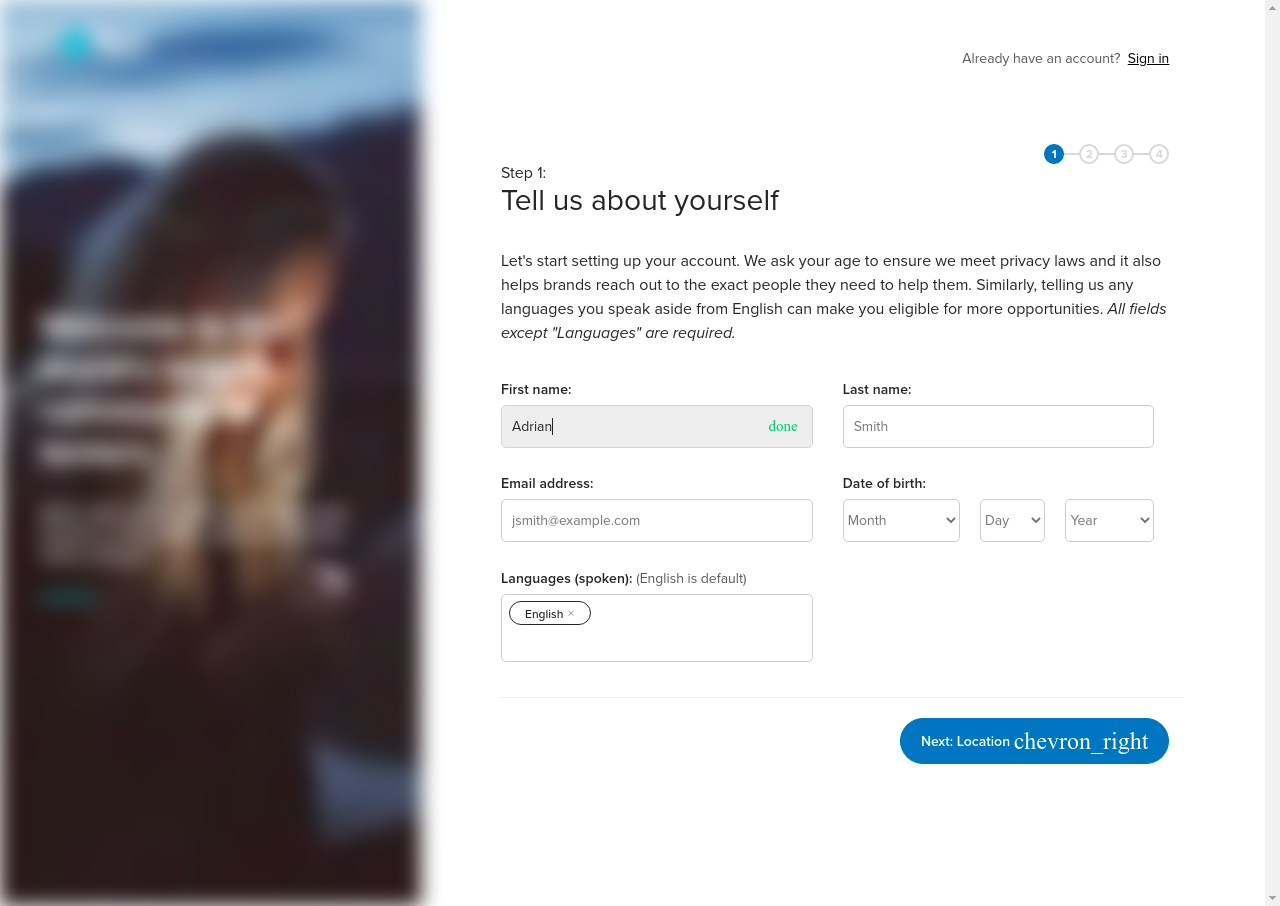 Already have an account? Sign in
1 2 3 4
Step 1:
Tell us about yourself
Let's start setting up your account. We ask your age to ensure we meet privacy laws and it also
helps brands reach out to the exact people they need to help them. Similarly, telling us any
languages you speak aside from English can make you eligible for more opportunities. All fields
except "Languages" are required.
First name: Last name:
Adrian done Smith
Email address: Date of birth:
jsmith@example.com Month Day Year
Languages (spoken): (English is default)
English ×
Next: Location chevron_right